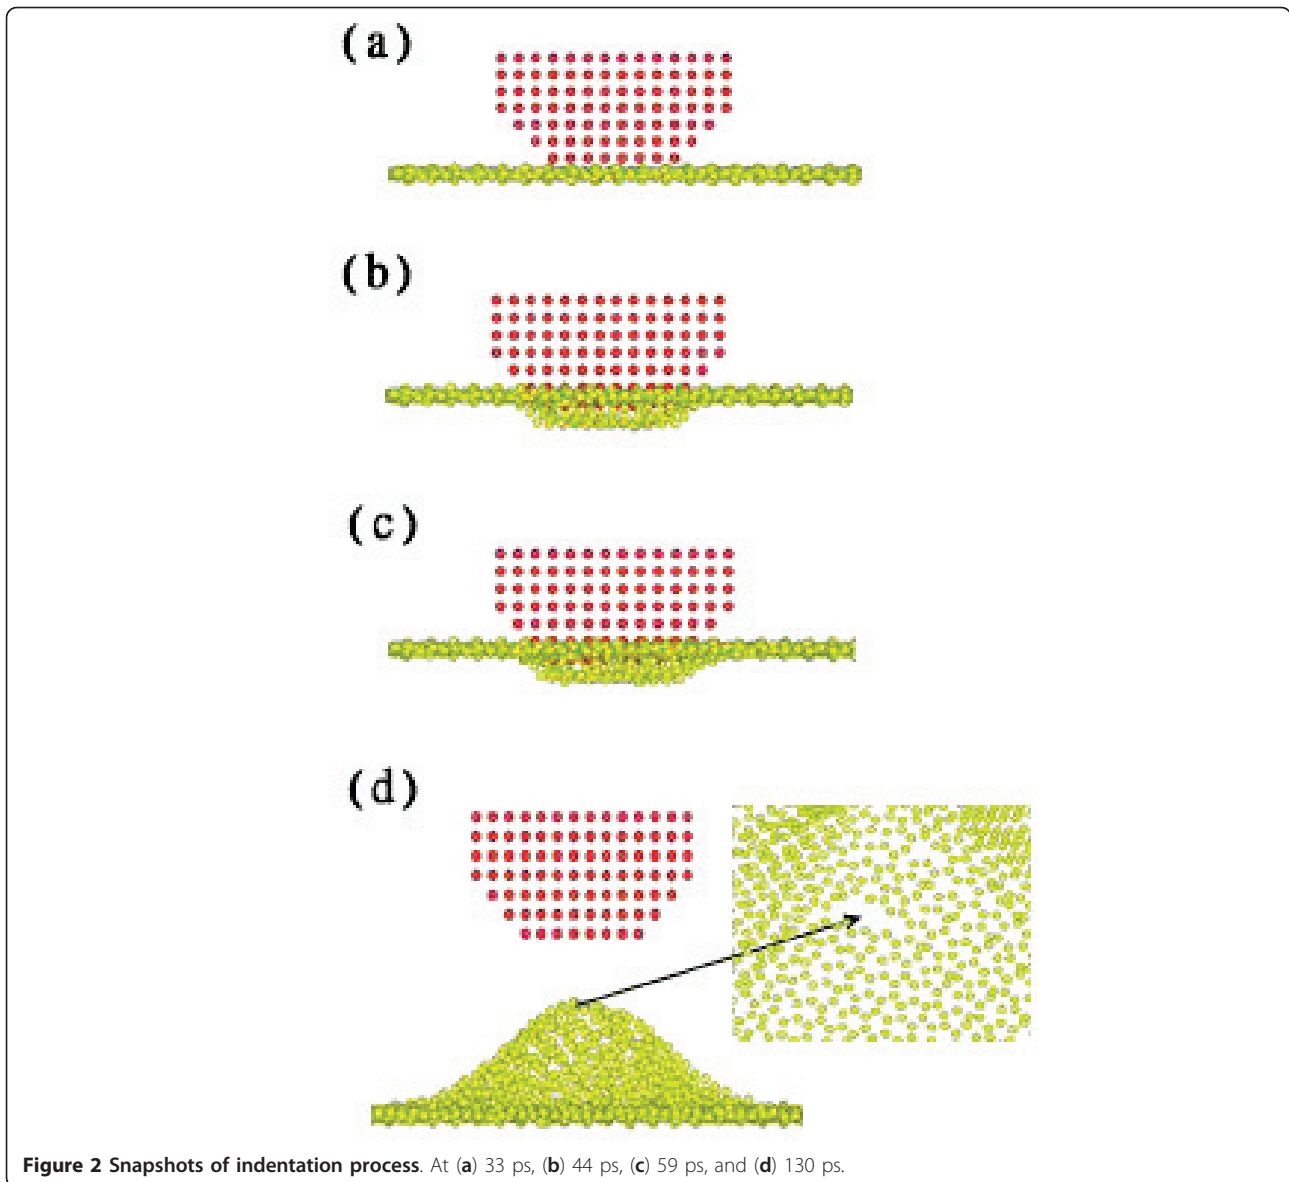 (a)
(b)
(c)
(d)
Figure 2 Snapshots of indentation process. At (a) 33 ps, (b) 44 ps, (c) 59 ps, and (d) 130 ps.